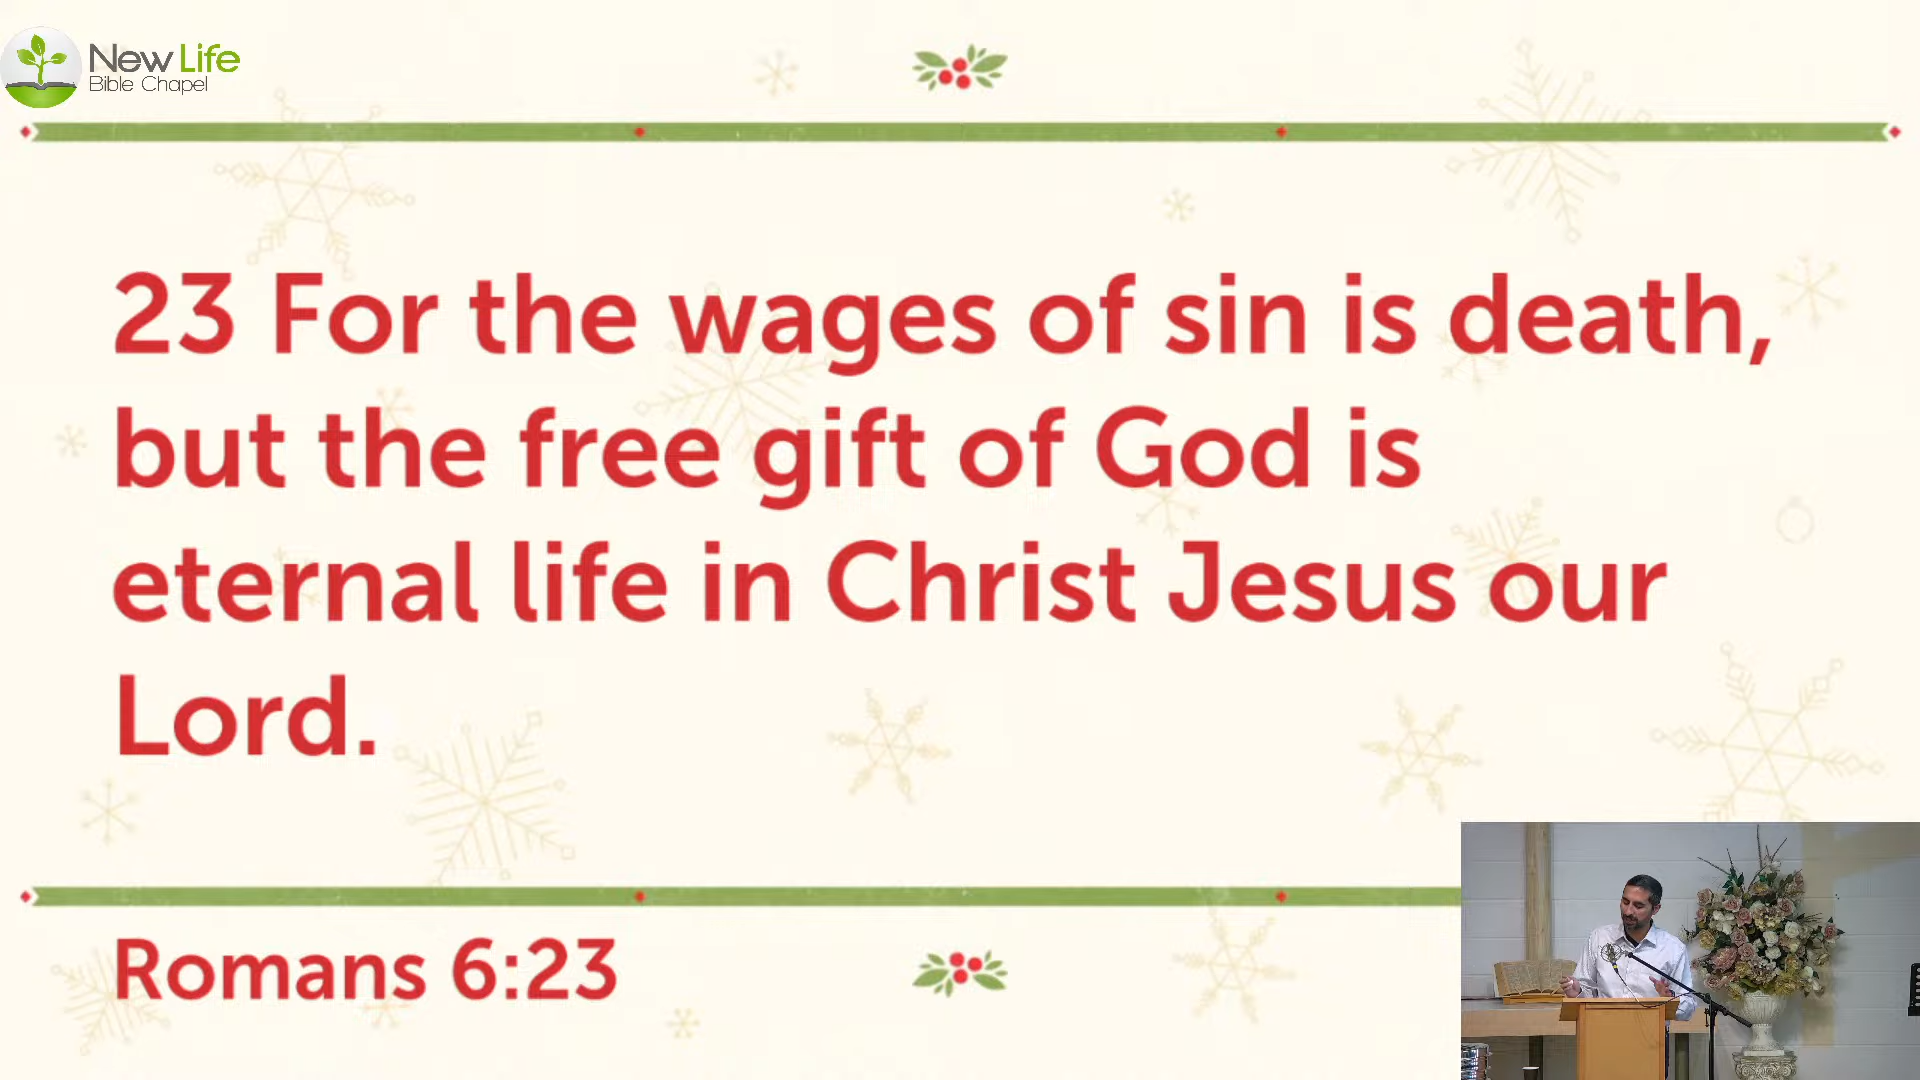 New Life
Bible Chapel
23 For the wages of sin is death,
but the free gift of God is
eternal life in Christ Jesus our
Lord.
Romans 6:23